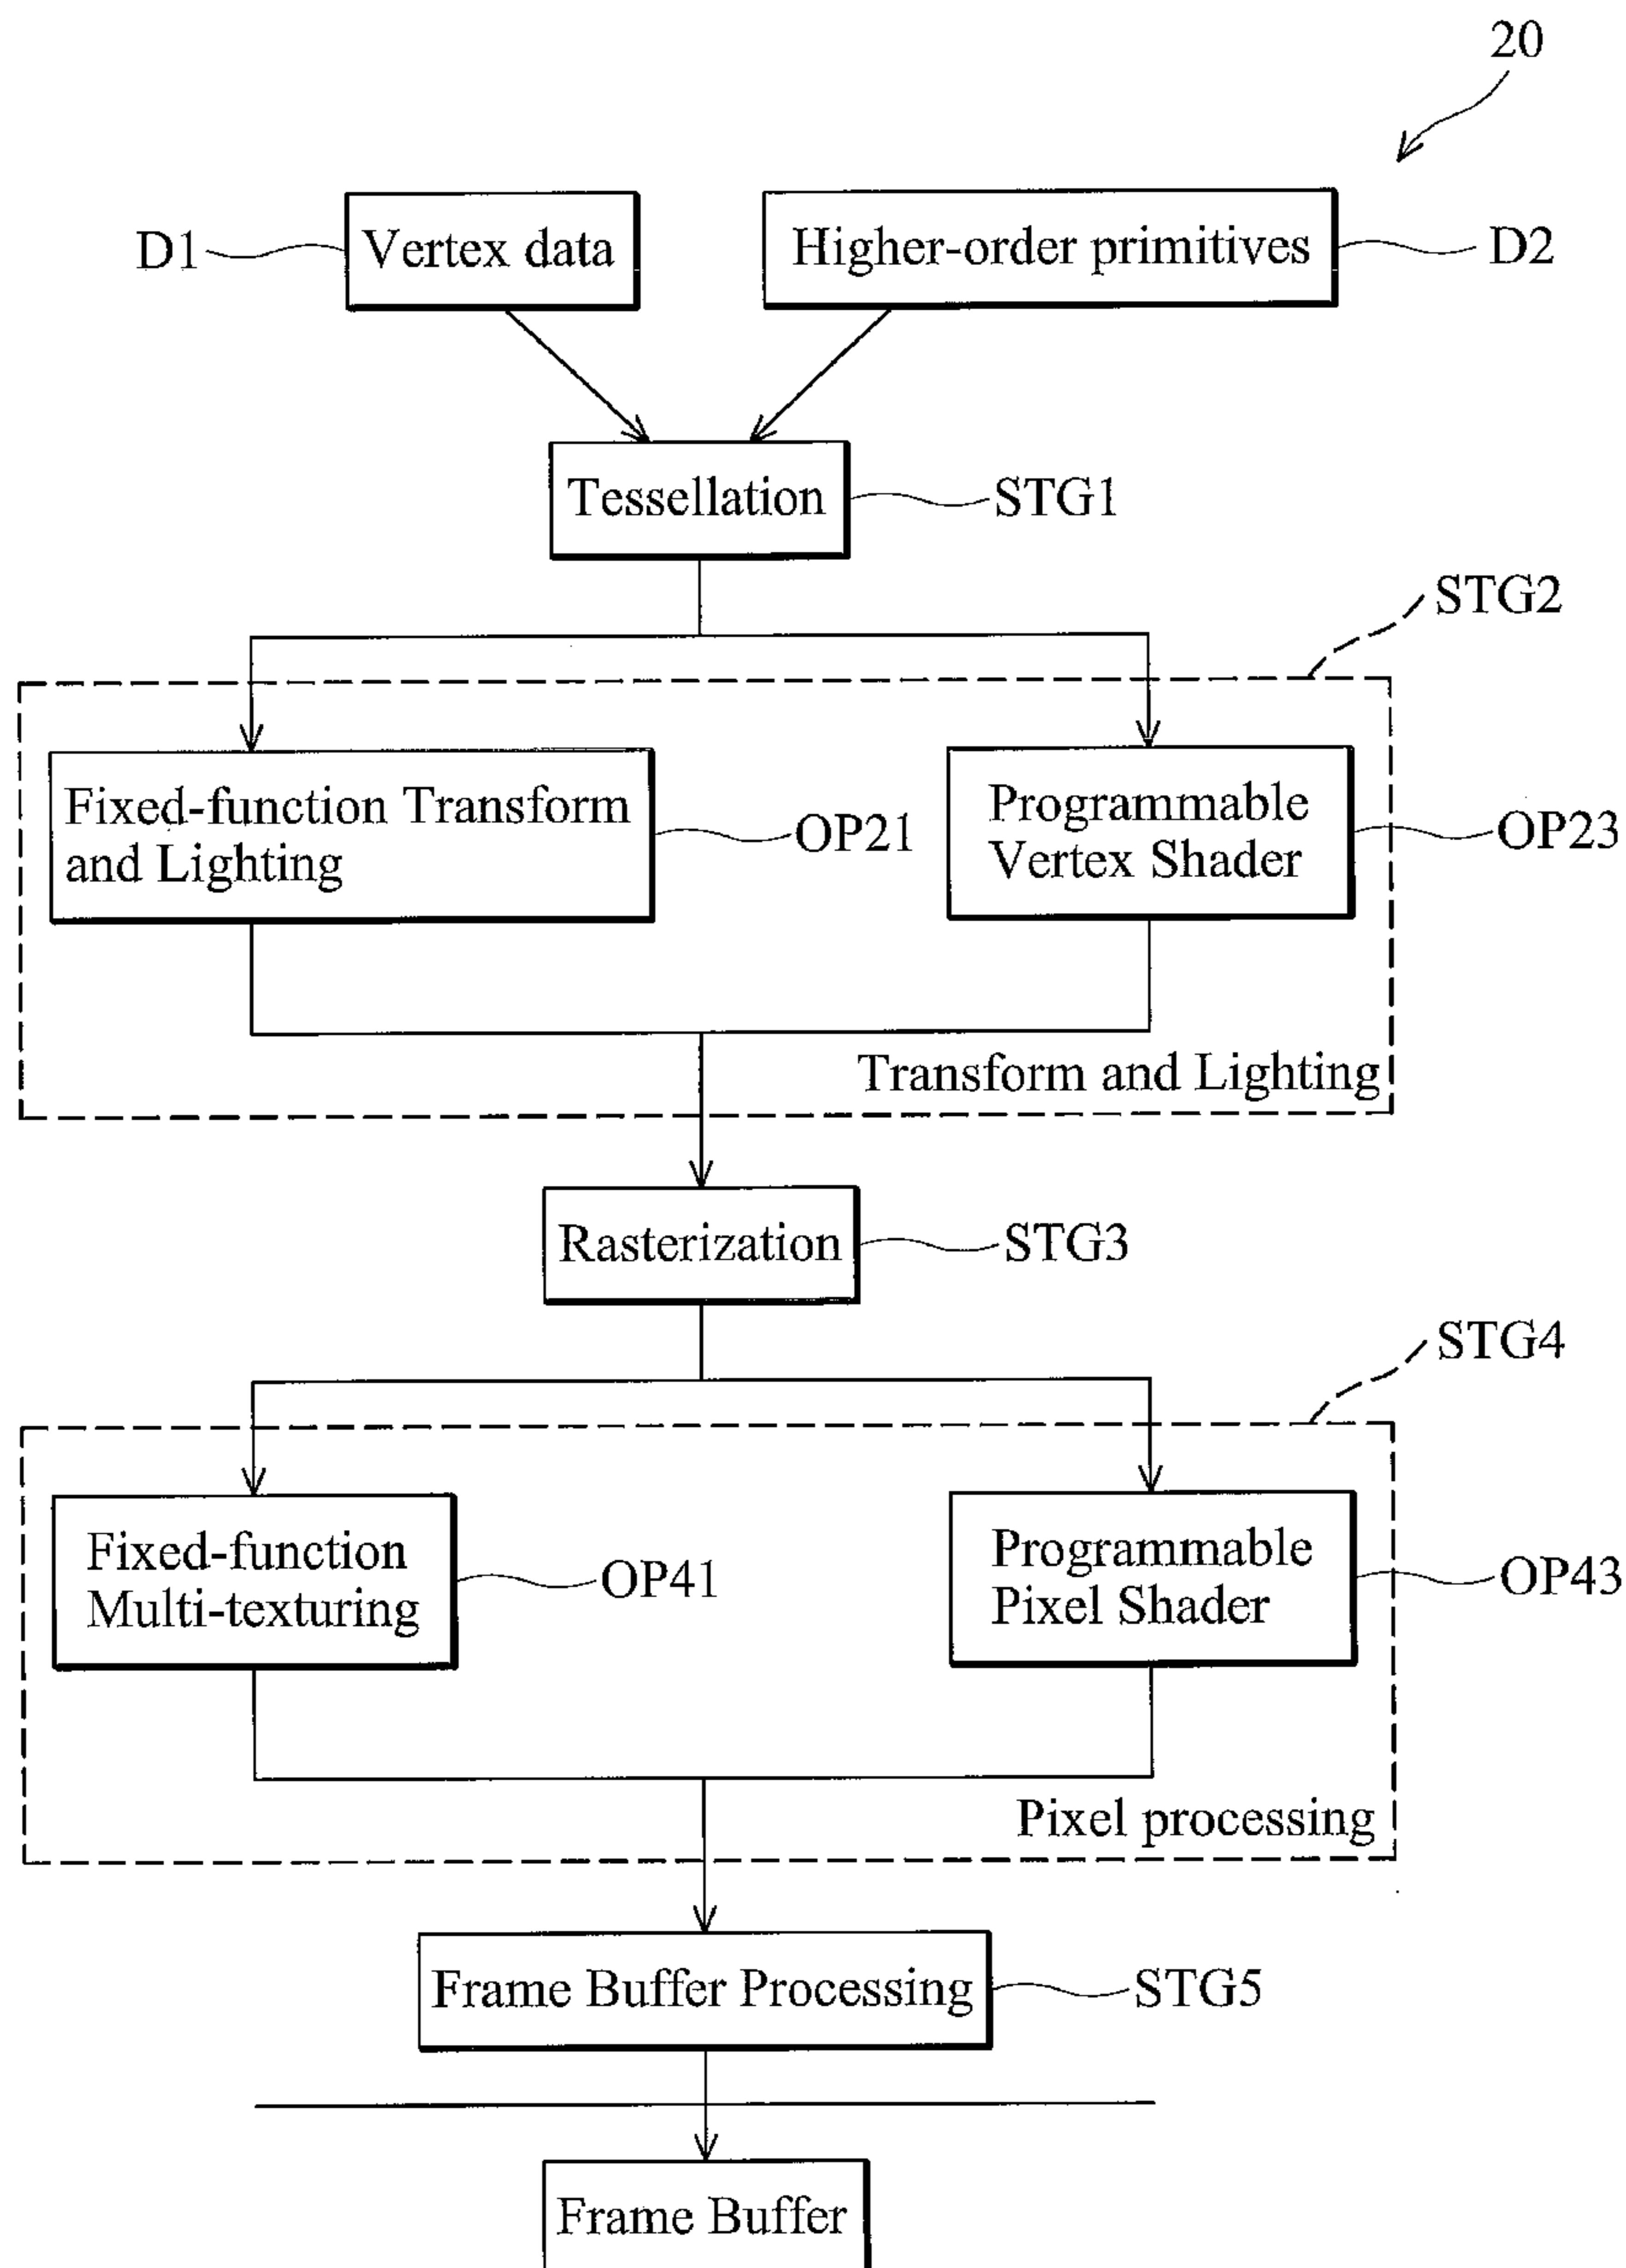 20
D1
Vertex data
Higher-order primitives
D2
Tessellation
STG1
STG2
Fixed-function Transform
and Lighting
OP21
Programmable
Vertex Shader
OP23
Transform and Lighting
Rasterization
STG3
STG4
Fixed-function
Multi-texturing
OP41
Programmable
Pixel Shader
OP43
Pixel processing
Frame Buffer Processing
STG5
Frame Buffer